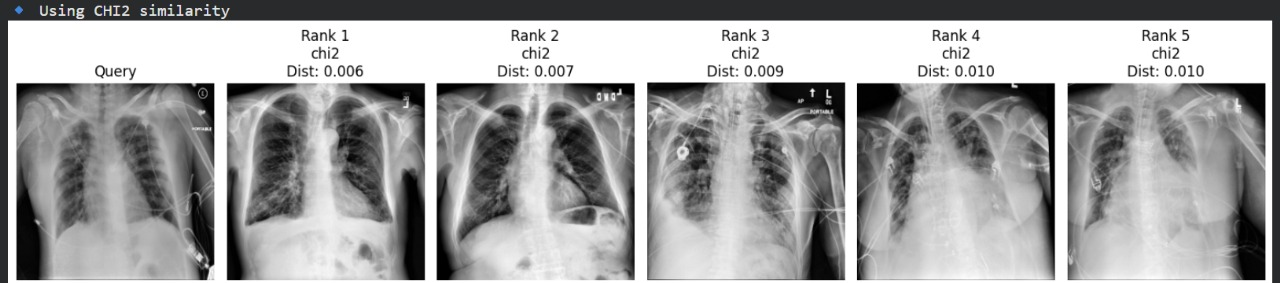 Using CHI2 similarity
Query
Rank 1
chi2
Dist: 0.006
Rank 2
chi2
Dist: 0.007
Rank 3
chi2
Dist: 0.009
Rank 4
chi2
Dist: 0.010
Rank 5
chi2
Dist: 0.010
PORTABLE
L
AP
L
PORTABLE
L